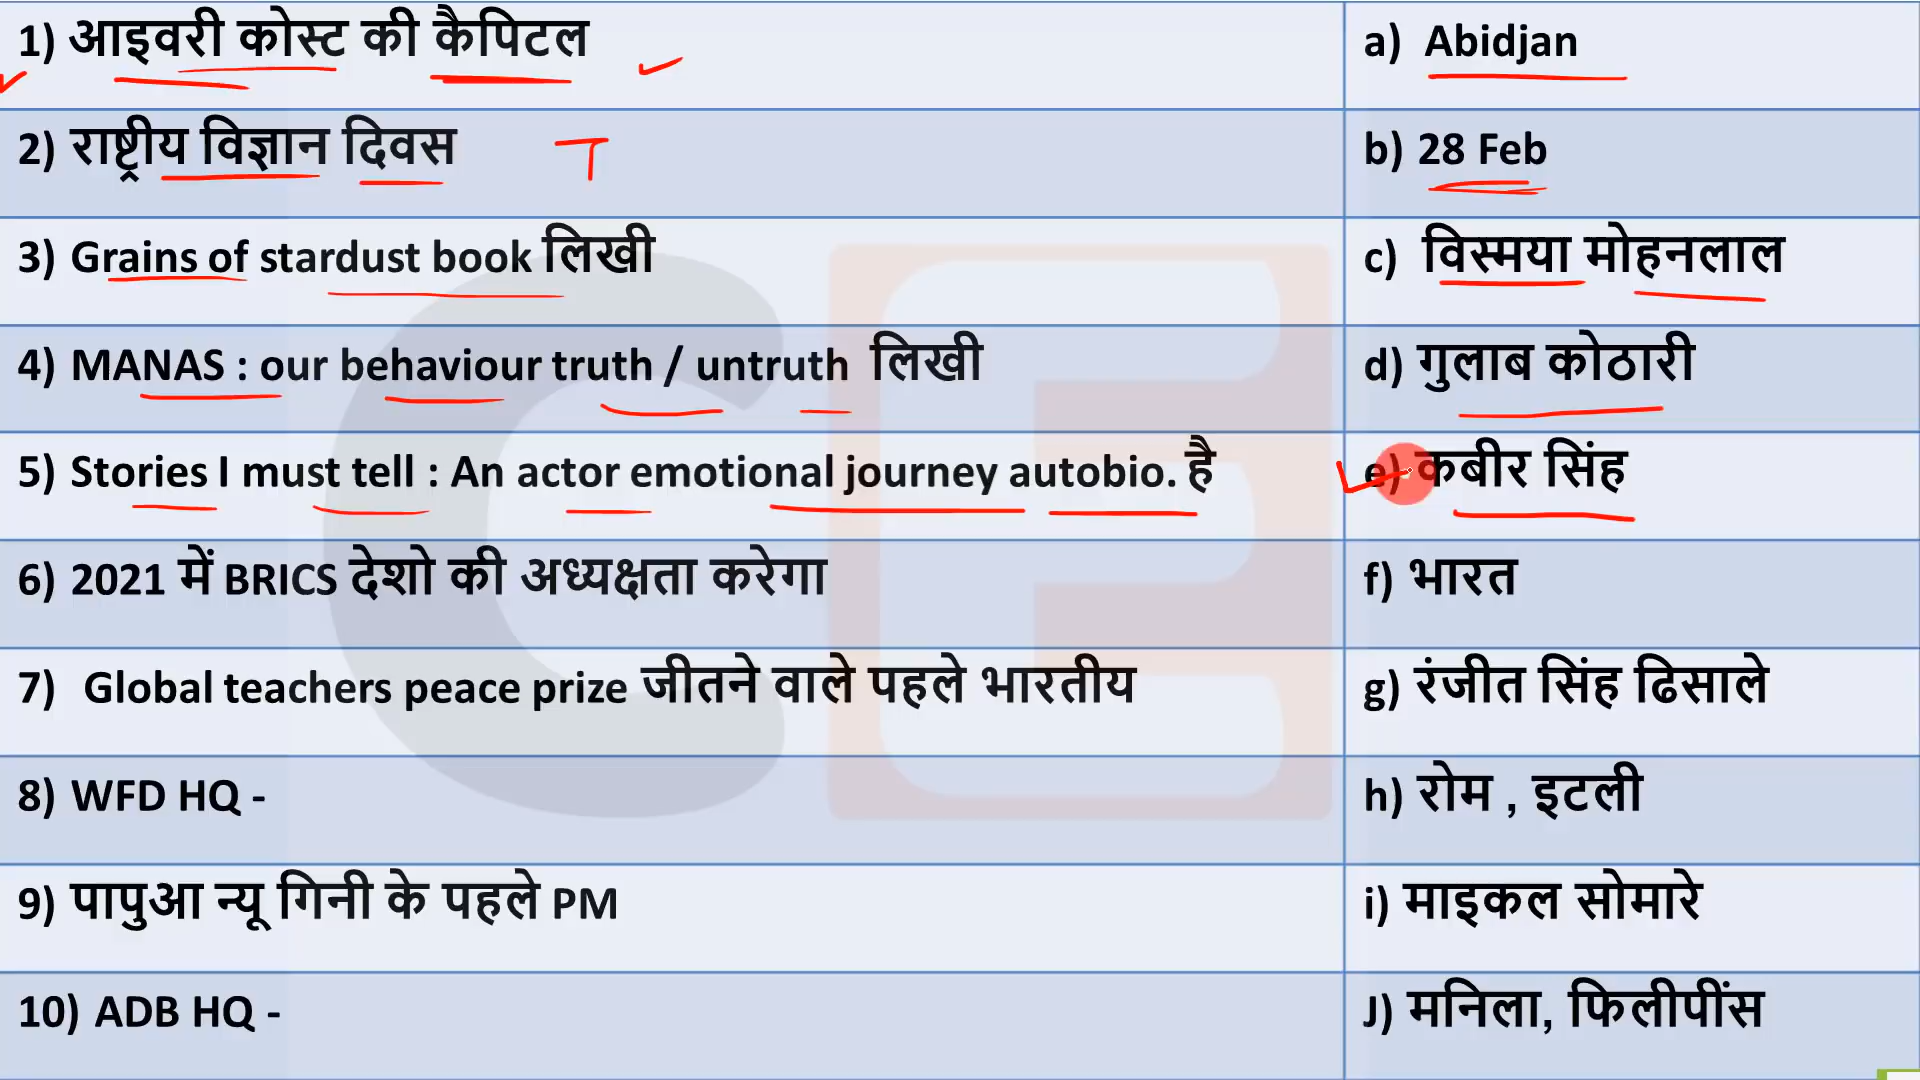 1) आइवरी कोस्ट की कैपिटल
a) Abidjan
2) राष्ट्रीय विज्ञान दिवस T
b) 28 Feb
3) Grains of stardust book लिखी
c) विस्मया मोहनलाल
4) MANAS : our behaviour truth / untruth लिखी
d) गुलाब कोठारी
5) Stories I must tell : An actor emotional journey autobio. है
e) कबीर सिंह
6) 2021 में BRICS देशो की अध्यक्षता करेगा
f) भारत
7) Global teachers peace prize जीतने वाले पहले भारतीय
g) रंजीत सिंह ढिसाले
8) WFD HQ -
h) रोम , इटली
9) पापुआ न्यू गिनी के पहले PM
i) माइकल सोमारे
10) ADB HQ -
J) मनिला, फिलीपींस
CE